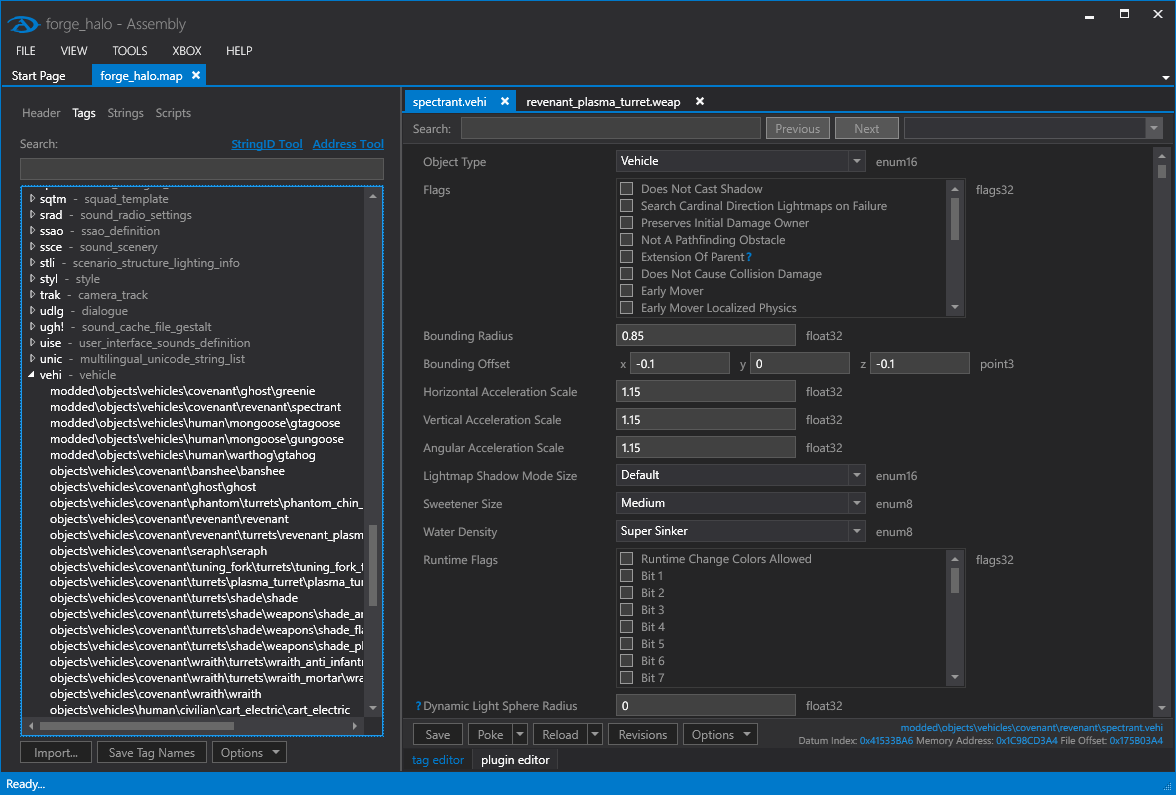 forge_halo - Assembly
FILE VIEW TOOLS XBOX HELP
Start Page forge_halo.map
Header Tags Strings Scripts
Search: StringID Tool Address Tool
sqtm - squad_template
srad - sound_radio_settings
ssao - ssao_definition
ssce - sound_scenery
stli - scenario_structure_lighting_info
styl - style
trak - camera_track
udlg - dialogue
ugh! - sound_cache_file_gestalt
uise - user_interface_sounds_definition
unic - multilingual_unicode_string_list
vehi - vehicle
modded\objects\vehicles\covenant\ghost\greenie
modded\objects\vehicles\covenant\revenant\spectrant
modded\objects\vehicles\human\mongoose\gtagoose
modded\objects\vehicles\human\mongoose\gungoose
modded\objects\vehicles\human\warthog\gtahog
objects\vehicles\covenant\banshee\banshee
objects\vehicles\covenant\ghost\ghost
objects\vehicles\covenant\phantom\turrets\phantom_chin_
objects\vehicles\covenant\revenant\revenant
objects\vehicles\covenant\revenant\turrets\revenant_plasm
objects\vehicles\covenant\seraph\seraph
objects\vehicles\covenant\tuning_fork\turrets\tuning_fork_t
objects\vehicles\covenant\turrets\plasma_turret\plasma_tur
objects\vehicles\covenant\turrets\shade\shade
objects\vehicles\covenant\turrets\shade\weapons\shade_an
objects\vehicles\covenant\turrets\shade\weapons\shade_fla
objects\vehicles\covenant\turrets\shade\weapons\shade_pl
objects\vehicles\covenant\wraith\turrets\wraith_anti_infantr
objects\vehicles\covenant\wraith\turrets\wraith_mortar\wra
objects\vehicles\covenant\wraith\wraith
objects\vehicles\human\civilian\cart_electric\cart_electric
Import... Save Tag Names Options
spectrant.vehi revenant_plasma_turret.weap
Search: Previous Next
Object Type Vehicle enum16
Flags Does Not Cast Shadow flags32
Search Cardinal Direction Lightmaps on Failure
Preserves Initial Damage Owner
Not A Pathfinding Obstacle
Extension Of Parent?
Does Not Cause Collision Damage
Early Mover
Early Mover Localized Physics
Bounding Radius 0.85 float32
Bounding Offset x -0.1 y 0 z -0.1 point3
Horizontal Acceleration Scale 1.15 float32
Vertical Acceleration Scale 1.15 float32
Angular Acceleration Scale 1.15 float32
Lightmap Shadow Mode Size Default enum16
Sweetener Size Medium enum8
Water Density Super Sinker enum8
Runtime Flags Runtime Change Colors Allowed flags32
Bit 1
Bit 2
Bit 3
Bit 4
Bit 5
Bit 6
Bit 7
? Dynamic Light Sphere Radius 0 float32
Save Poke Reload Revisions Options
modded\objects\vehicles\covenant\revenant\spectrant.vehi
Datum Index: 0x41533BA6 Memory Address: 0x1C98CD3A4 File Offset: 0x175803A4
tag editor plugin editor
Ready...